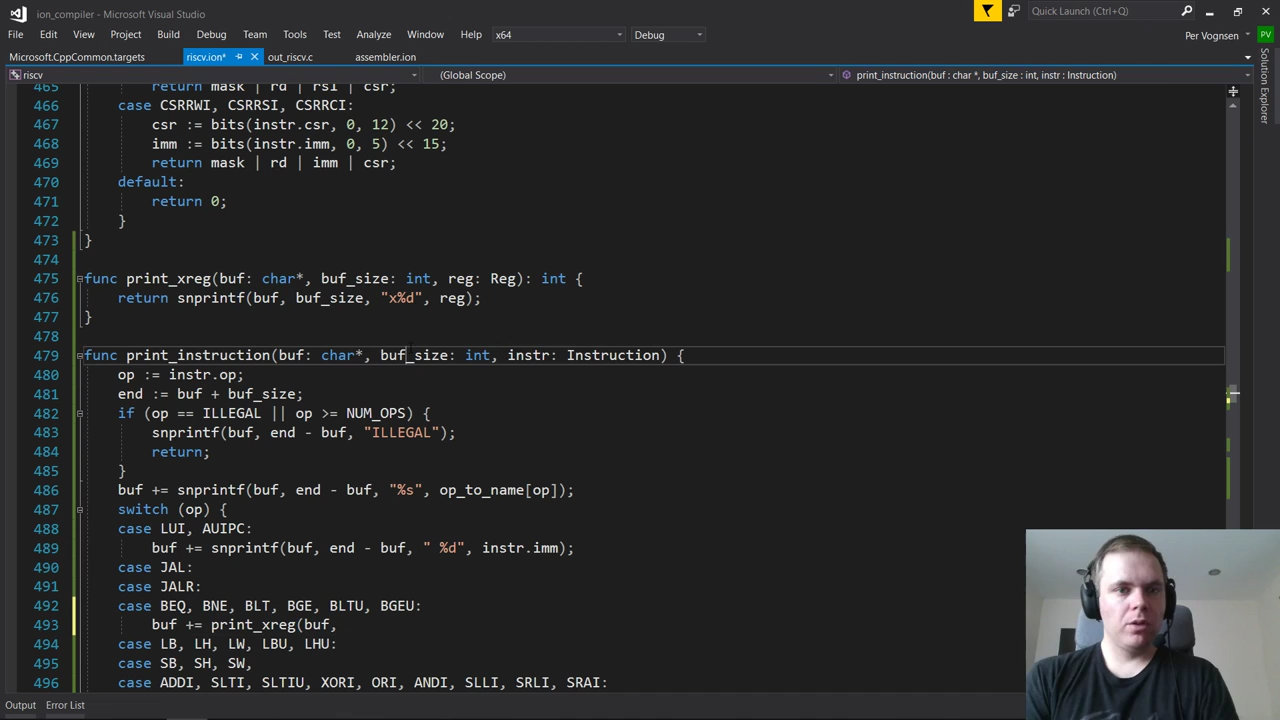 ion_compiler - Microsoft Visual Studio
Quick Launch (Ctrl+Q)
File Edit View Project Build Debug Team Tools Test Analyze Window Help x64 Debug
Per Vognsen PV
Microsoft.CppCommon.targets riscv.ion* out_riscv.c assembler.ion
riscv (Global Scope) print_instruction(buf : char *, buf_size : int, instr : Instruction)
Solution Explorer
465 return mask | rd | rsi | csr;
466 case CSRRWI, CSRRSI, CSRRCI:
467 csr := bits(instr.csr, 0, 12) << 20;
468 imm := bits(instr.imm, 0, 5) << 15;
469 return mask | rd | imm | csr;
470 default:
471 return 0;
472 }
473 }
474
475 func print_xreg(buf: char*, buf_size: int, reg: Reg): int {
476 return snprintf(buf, buf_size, "x%d", reg);
477 }
478
479 func print_instruction(buf: char*, buf_size: int, instr: Instruction) {
480 op := instr.op;
481 end := buf + buf_size;
482 if (op == ILLEGAL || op >= NUM_OPS) {
483 snprintf(buf, end - buf, "ILLEGAL");
484 return;
485 }
486 buf += snprintf(buf, end - buf, "%s", op_to_name[op]);
487 switch (op) {
488 case LUI, AUIPC:
489 buf += snprintf(buf, end - buf, " %d", instr.imm);
490 case JAL:
491 case JALR:
492 case BEQ, BNE, BLT, BGE, BLTU, BGEU:
493 buf += print_xreg(buf,
494 case LB, LH, LW, LBU, LHU:
495 case SB, SH, SW,
496 case ADDI, SLTI, SLTIU, XORI, ORI, ANDI, SLLI, SRLI, SRAI:
Output Error List